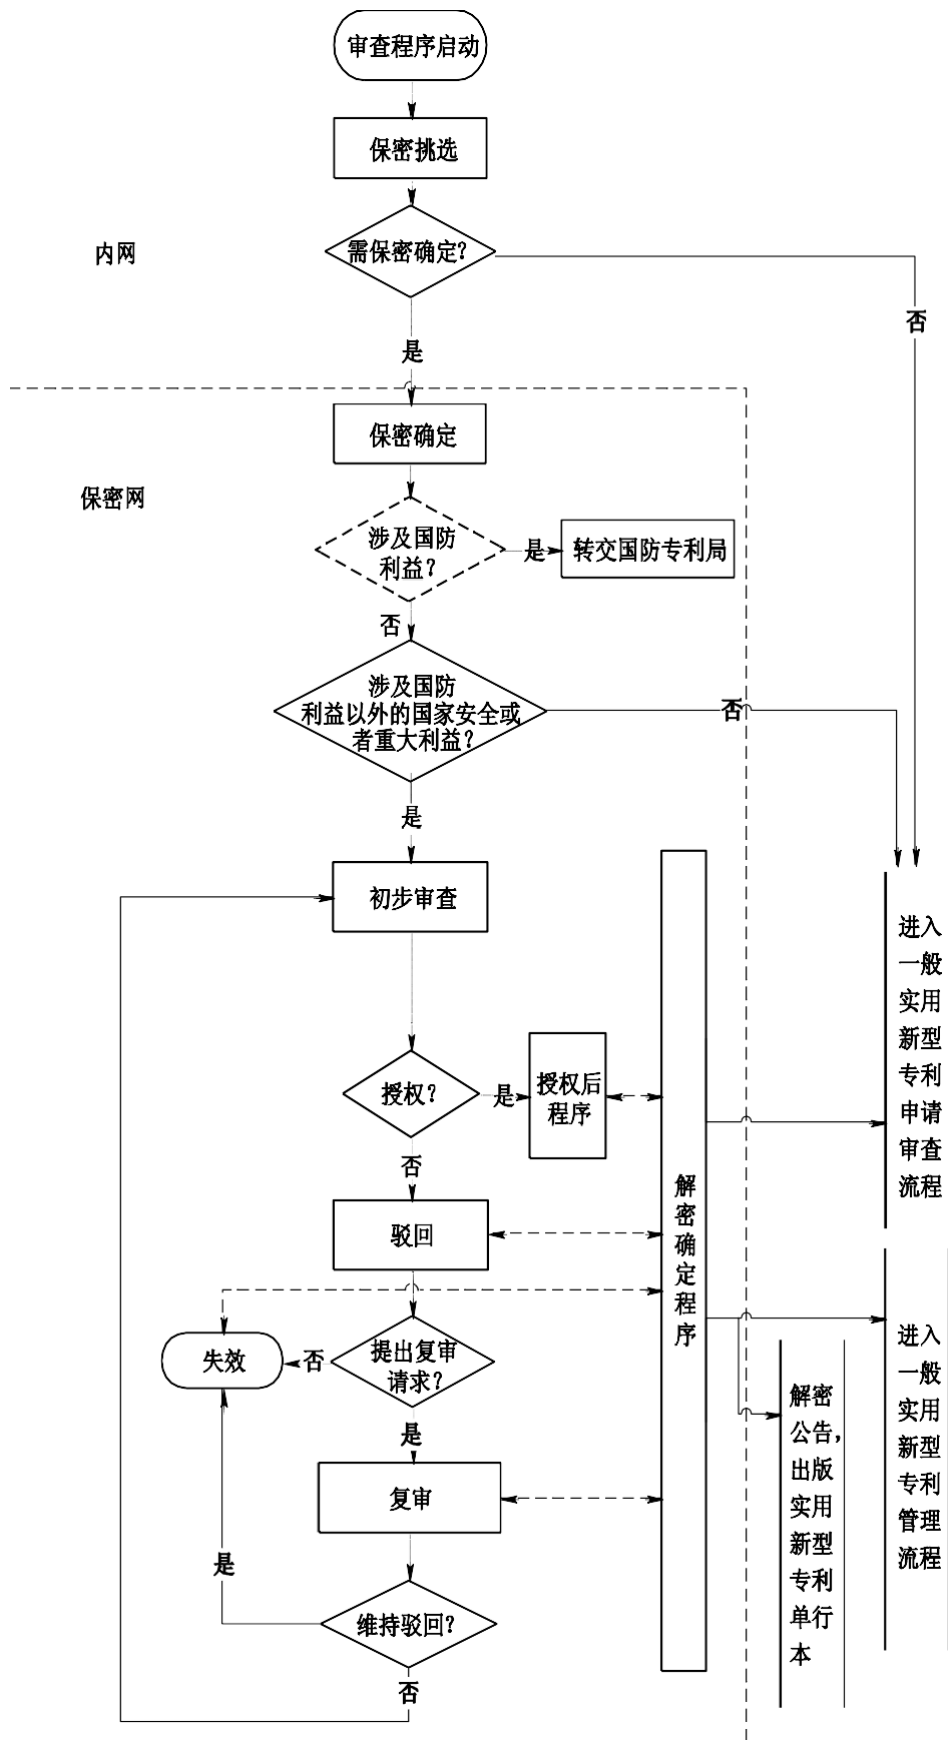 审查程序启动
保密挑选
需保密确定？
内网
否
是
保密确定
保密网
涉及国防
利益？
是
转交国防专利局
否
涉及国防
利益以外的国家安全或
者重大利益？
否
是
初步审查
进入
一般
实用
新型
专利
申请
审查
流程
授权？
是
授权后
程序
否
驳回
解
密
确
定
程
序
失效
否
提出复审
请求？
是
复审
是
维持驳回？
否
解密
公告，
出版
实用
新型
专利
单行
本
进入
一般
实用
新型
专利
管理
流程